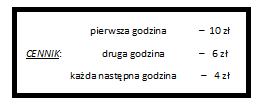 pierwsza godzina – 10 zł
CENNIK: druga godzina – 6 zł
każda następna godzina – 4 zł